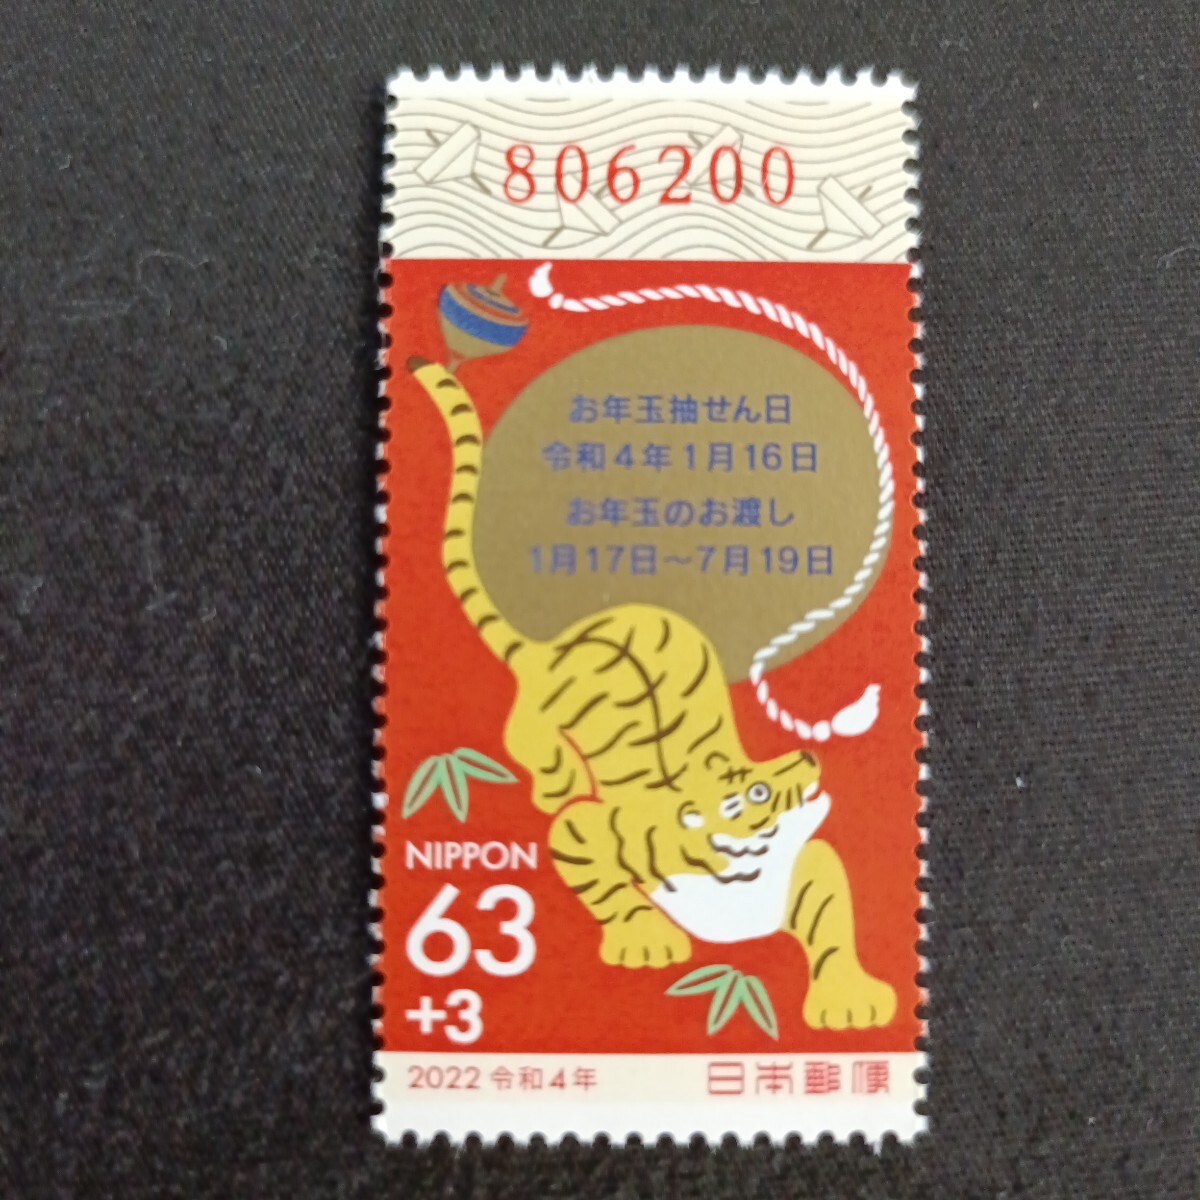 806200
お年玉抽せん日
令和4年1月16日
お年玉のお渡し
1月17日～7月19日
NIPPON
63
+3
2022 令和4年 日本郵便